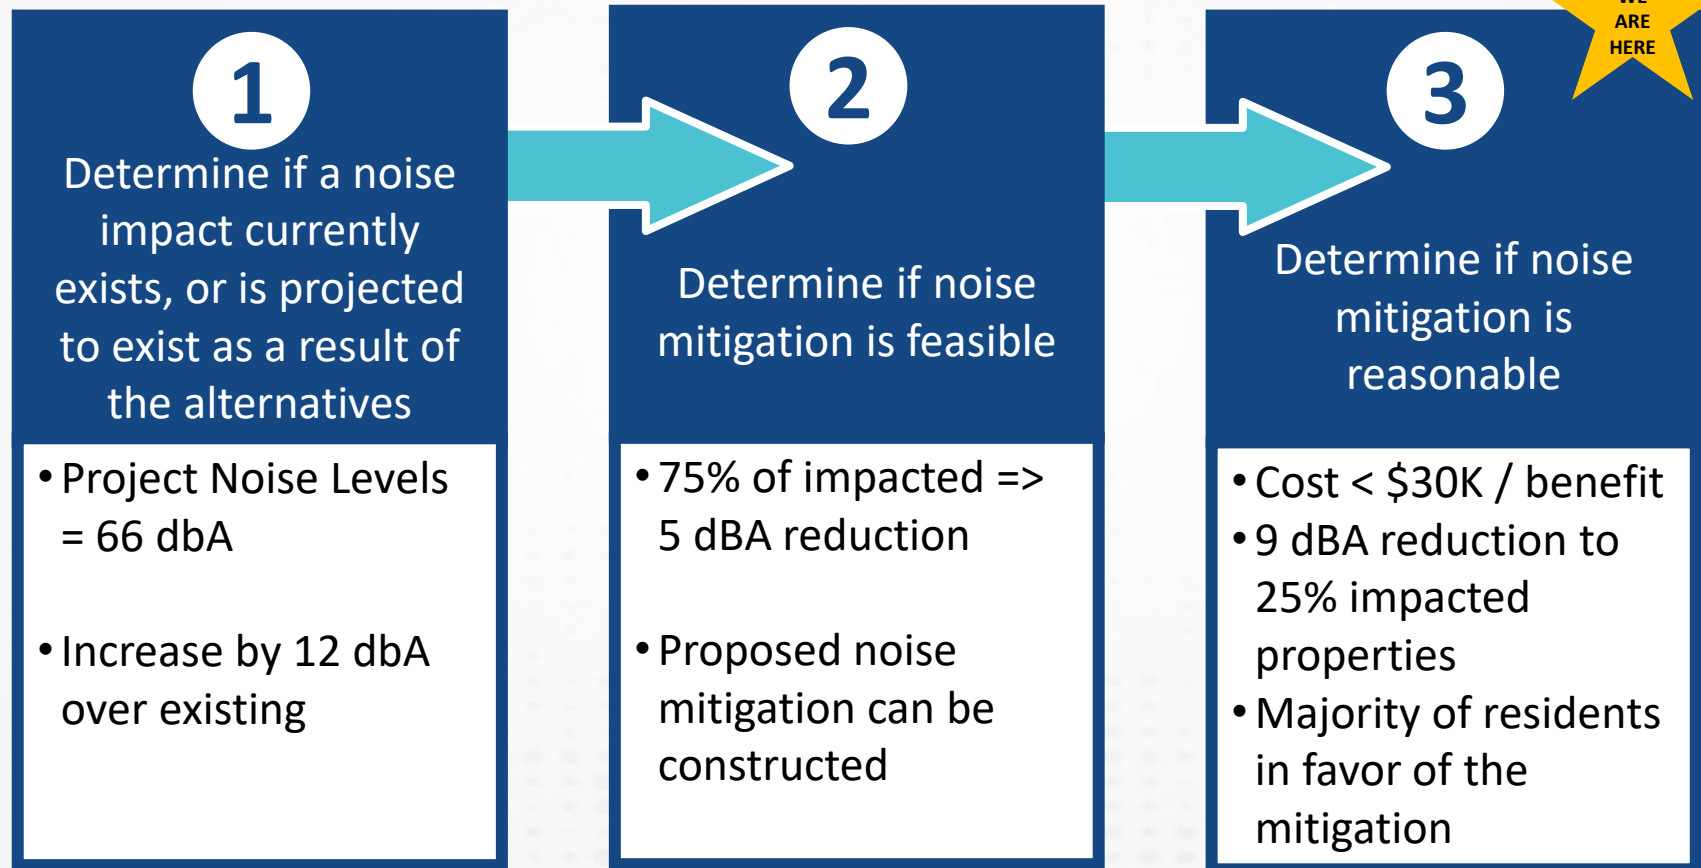 1
Determine if a noise
impact currently
exists, or is projected
to exist as a result of
the alternatives
• Project Noise Levels
= 66 dbA
• Increase by 12 dbA
over existing
2
Determine if noise
mitigation is feasible
• 75% of impacted =>
5 dBA reduction
• Proposed noise
mitigation can be
constructed
WE
ARE
HERE
3
Determine if noise
mitigation is
reasonable
• Cost < $30K / benefit
• 9 dBA reduction to
25% impacted
properties
• Majority of residents
in favor of the
mitigation